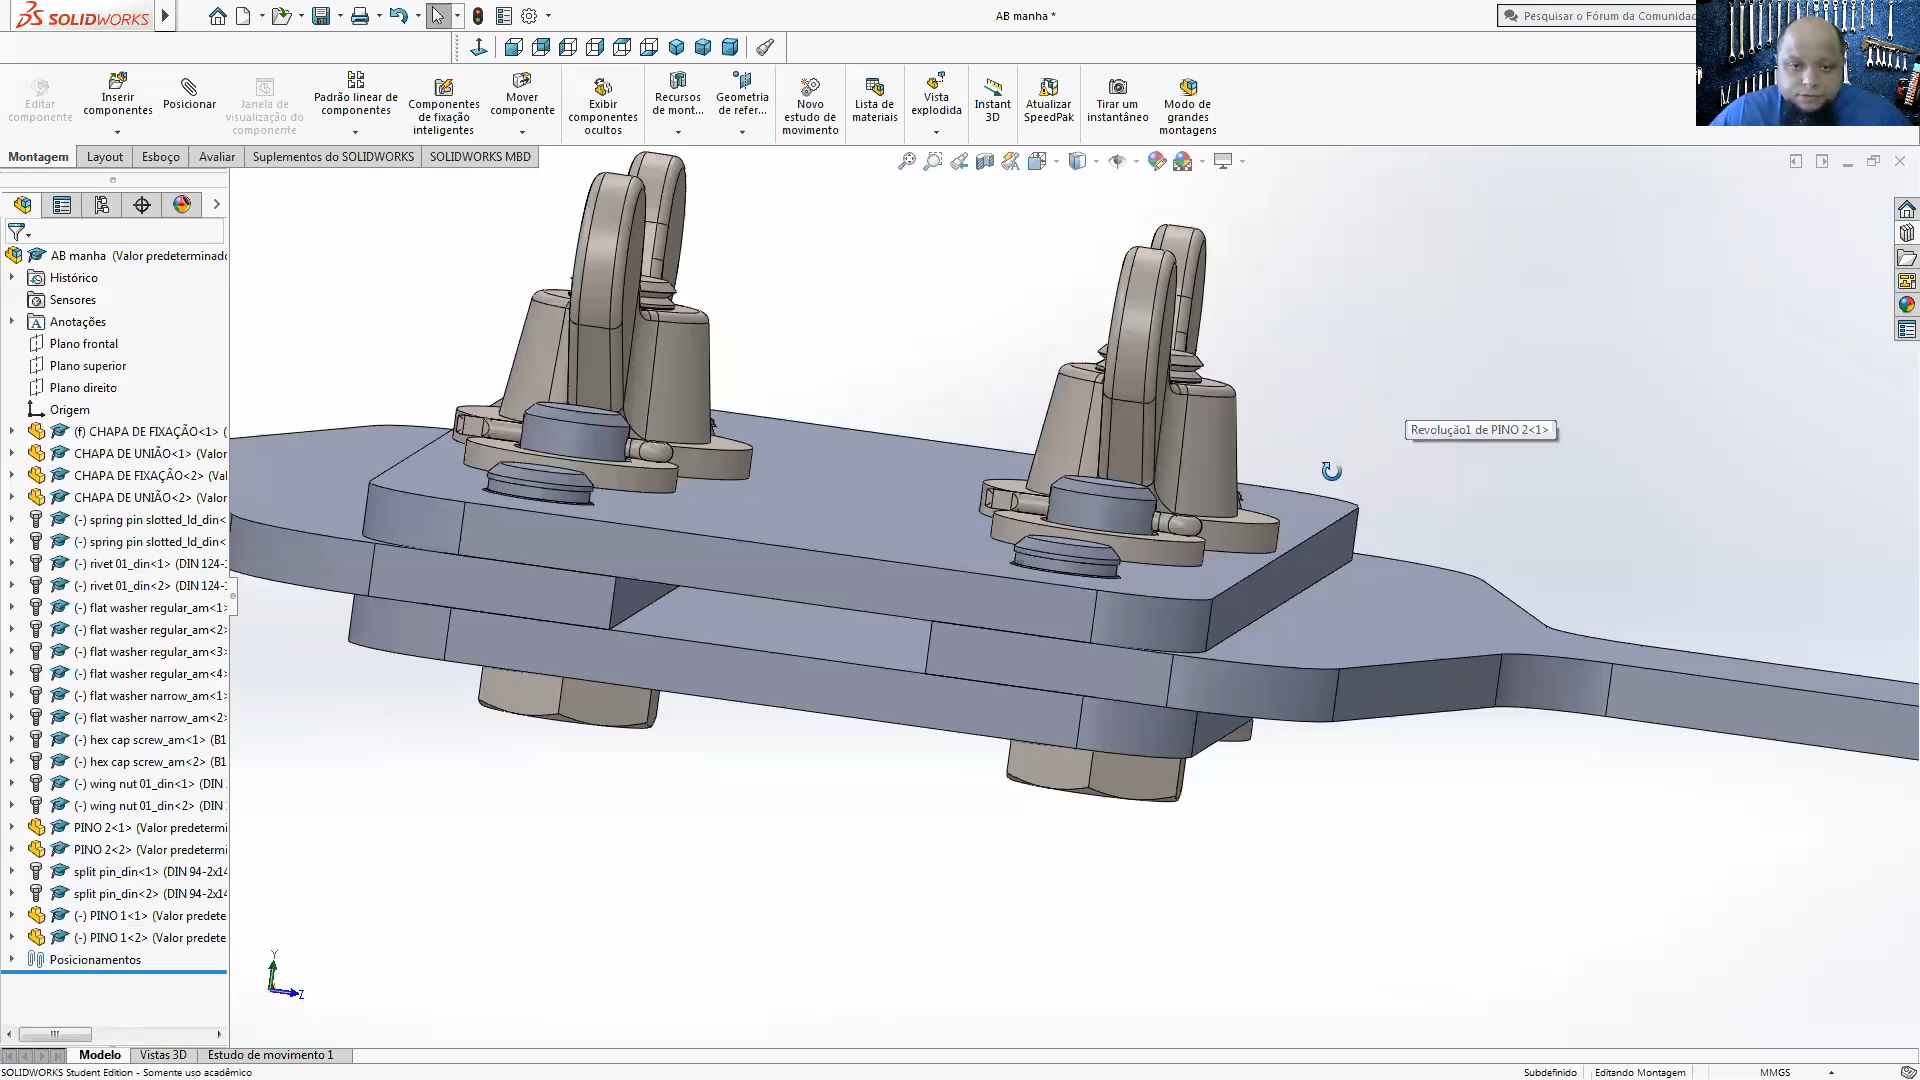 SOLIDWORKS
AB manha *
Pesquisar o Fórum da Comunidac
Editar
componente
Inserir
componentes
Posicionar
Janela de
visualização do
componente
Padrão linear de
componentes
Componentes
de fixação
inteligentes
Mover
componente
Exibir
componentes
ocultos
Recursos
de mont...
Geometria
de refer...
Novo
estudo de
movimento
Lista de
materiais
Vista
explodida
Instant
3D
Atualizar
SpeedPak
Tirar um
instantâneo
Modo de
grandes
montagens
Montagem
Layout
Esboço
Avaliar
Suplementos do SOLIDWORKS
SOLIDWORKS MBD
AB manha (Valor predeterminado
Histórico
Sensores
Anotações
Plano frontal
Plano superior
Plano direito
Origem
(f) CHAPA DE FIXAÇÃO<1> (
CHAPA DE UNIÃO<1> (Valor
CHAPA DE FIXAÇÃO<2> (Val
CHAPA DE UNIÃO<2> (Valor
(-) spring pin slotted_ld_din<
(-) spring pin slotted_ld_din<
(-) rivet 01_din<1> (DIN 124-1
(-) rivet 01_din<2> (DIN 124-1
(-) flat washer regular_am<1>
(-) flat washer regular_am<2>
(-) flat washer regular_am<3>
(-) flat washer regular_am<4>
(-) flat washer narrow_am<1>
(-) flat washer narrow_am<2>
(-) hex cap screw_am<1> (B1
(-) hex cap screw_am<2> (B1
(-) wing nut 01_din<1> (DIN
(-) wing nut 01_din<2> (DIN
PINO 2<1> (Valor predetermi
PINO 2<2> (Valor predetermi
split pin_din<1> (DIN 94-2x14
split pin_din<2> (DIN 94-2x14
(-) PINO 1<1> (Valor predete
(-) PINO 1<2> (Valor predete
Posicionamentos
Revolução1 de PINO 2<1>
Y
Z
Modelo
Vistas 3D
Estudo de movimento 1
SOLIDWORKS Student Edition - Somente uso acadêmico
Subdefinido
Editando Montagem
MMGS